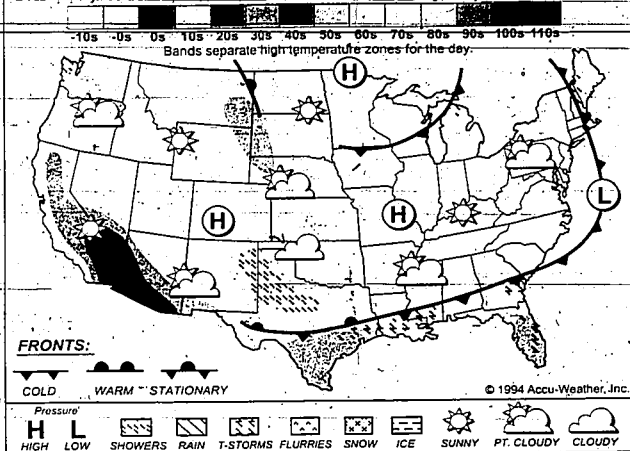 -10s -0s 0s 10s 20s 30s 40s 50s 60s 70s 80s 90s 100s 110s
Bands separate high temperature zones for the day.
H
H
H
L
FRONTS:
COLD WARM STATIONARY
© 1994 Accu-Weather, Inc.
Pressure
H L
HIGH LOW SHOWERS RAIN T-STORMS FLURRIES SNOW ICE SUNNY PT. CLOUDY CLOUDY